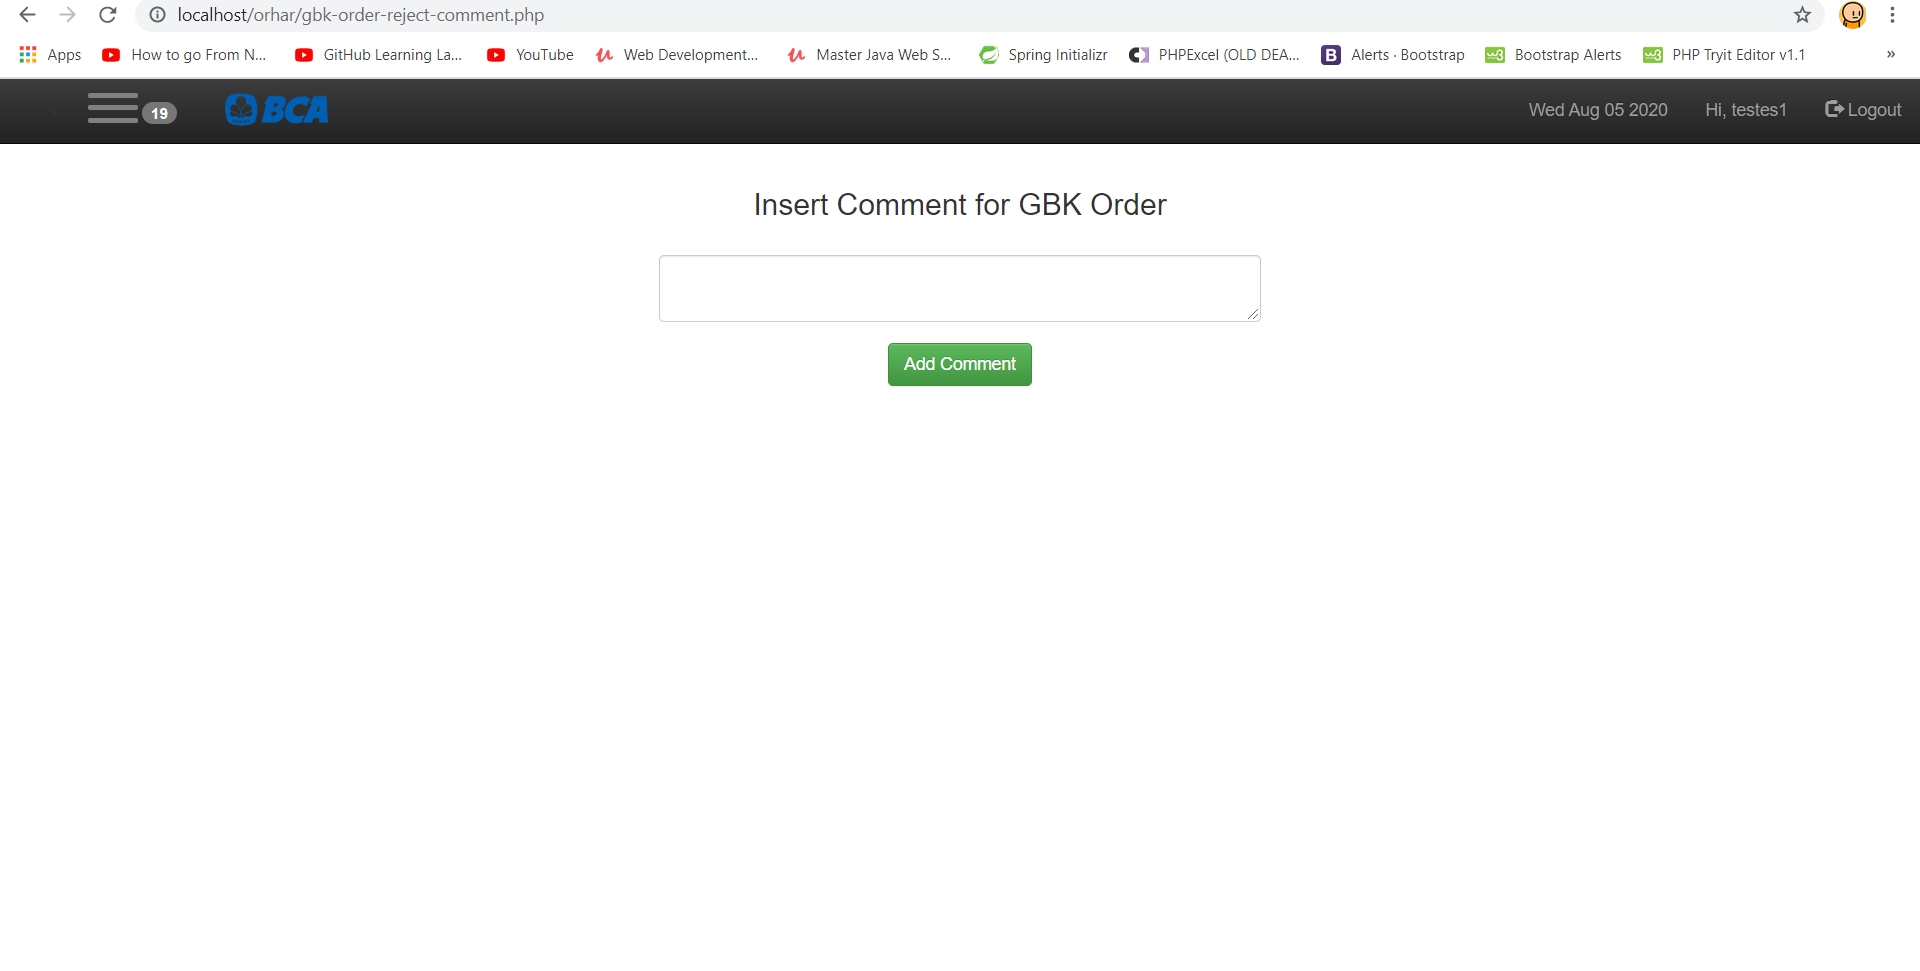 localhost/orhar/gbk-order-reject-comment.php
Apps How to go From N... GitHub Learning La... YouTube Web Development... Master Java Web S... Spring Initializr PHPExcel (OLD DEA... B Alerts · Bootstrap w3 Bootstrap Alerts w3 PHP Tryit Editor v1.1 »
19 BCA Wed Aug 05 2020 Hi, testes1 Logout
Insert Comment for GBK Order
Add Comment